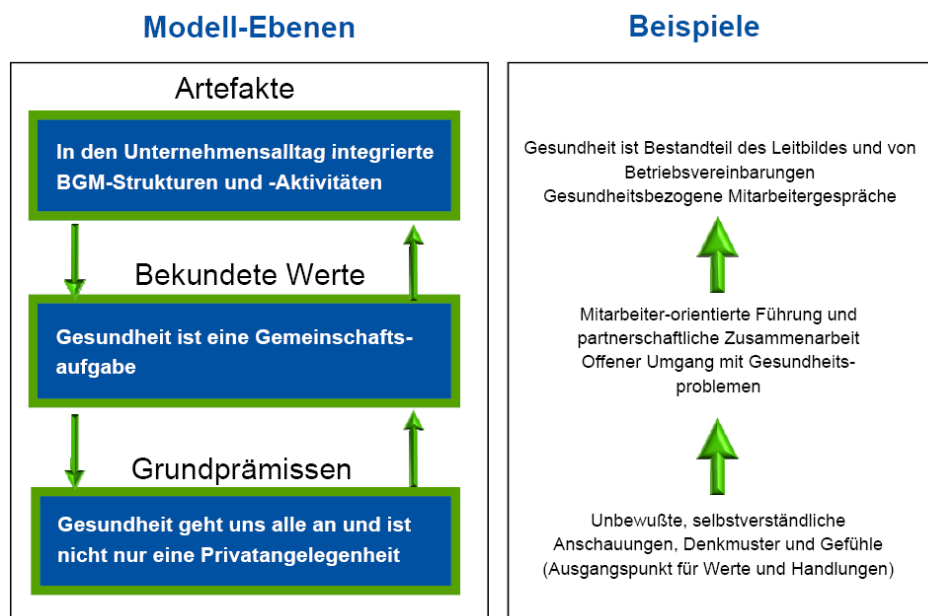 Modell-Ebenen
Artefakte
In den Unternehmensalltag integrierte
BGM-Strukturen und -Aktivitäten
Bekundete Werte
Gesundheit ist eine Gemeinschafts-
aufgabe
Grundprämissen
Gesundheit geht uns alle an und ist
nicht nur eine Privatangelegenheit
Beispiele
Gesundheit ist Bestandteil des Leitbildes und von
Betriebsvereinbarungen
Gesundheitsbezogene Mitarbeitergespräche
Mitarbeiter-orientierte Führung und
partnerschaftliche Zusammenarbeit
Offener Umgang mit Gesundheits-
problemen
Unbewußte, selbstverständliche
Anschauungen, Denkmuster und Gefühle
(Ausgangspunkt für Werte und Handlungen)